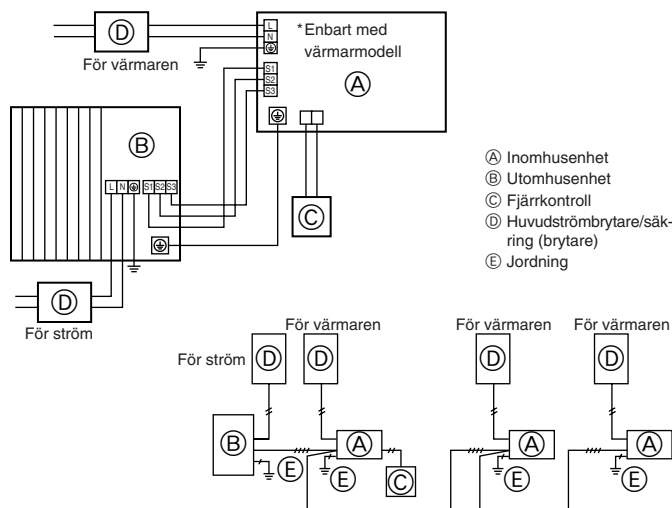 D
För värmaren
L
N
S1
S2
S3
*Enbart med
värmarmodell
A
B
L N S1 S2 S3
C
D
För ström
A Inomhusenhet
B Utomhusenhet
C Fjärrkontroll
D Huvudströmbrytare/säk-
ring (brytare)
E Jordning
För värmaren
För ström
D
D
B
A
E
E
C
För värmaren
D
A
E
För värmaren
D
A
E